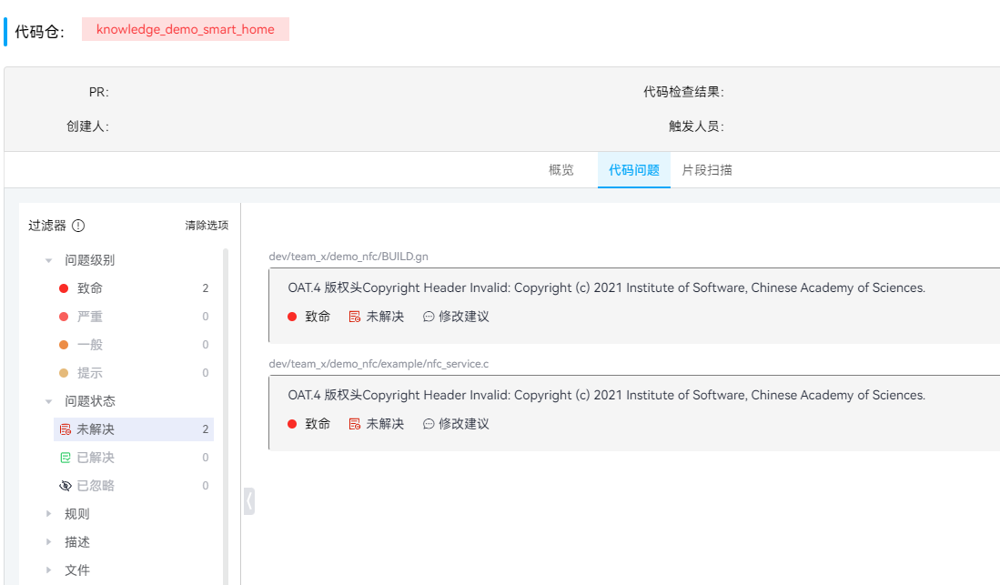 代码仓： knowledge_demo_smart_home
PR： 代码检查结果：
创建人： 触发人员：
概览 代码问题 片段扫描
过滤器 清除选项
问题级别
致命 2
严重 0
一般 0
提示 0
问题状态
未解决 2
已解决 0
已忽略 0
规则
描述
文件
dev/team_x/demo_nfc/BUILD.gn
OAT.4 版权头Copyright Header Invalid: Copyright (c) 2021 Institute of Software, Chinese Academy of Sciences.
致命 未解决 修改建议
dev/team_x/demo_nfc/example/nfc_service.c
OAT.4 版权头Copyright Header Invalid: Copyright (c) 2021 Institute of Software, Chinese Academy of Sciences.
致命 未解决 修改建议